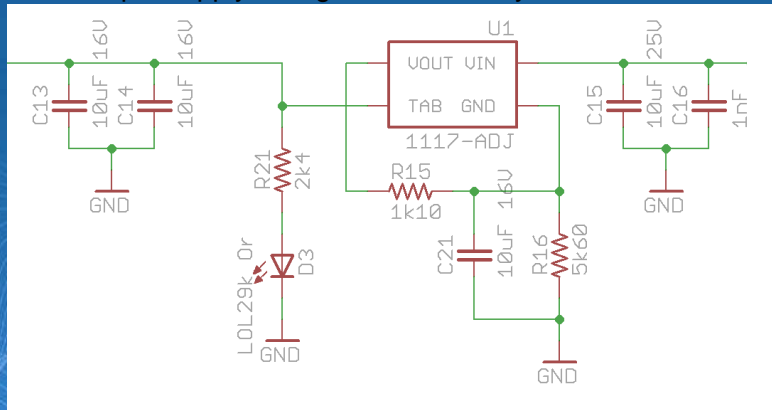 16V
16V
U1
25V
C13
10uF
C14
10uF
VOUT VIN
TAB GND
C15
10uF
C16
1nF
1117-ADJ
R21
2k4
R15
1k10
16V
GND
GND
C21
10uF
R16
5k60
LOL29k Or
D3
GND
GND